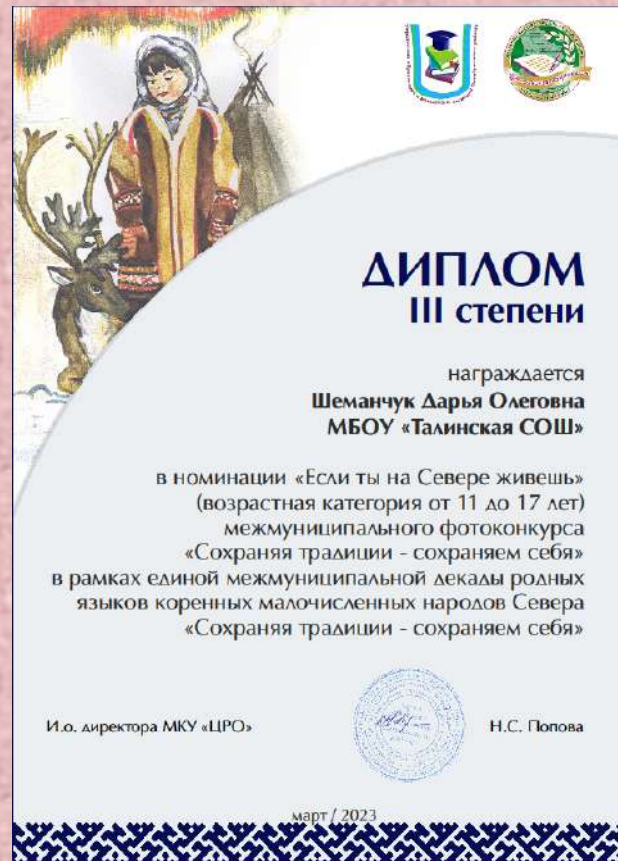 ДИПЛОМ
III степени
награждается
Шеманчук Дарья Олеговна
МБОУ «Талинская СОШ»
в номинации «Если ты на Севере живешь»
(возрастная категория от 11 до 17 лет)
межмуниципального фотоконкурса
«Сохраняя традиции - сохраняем себя»
в рамках единой межмуниципальной декады родных
языков коренных малочисленных народов Севера
«Сохраняя традиции - сохраняем себя»
И.о. директора МКУ «ЦРО»
Н.С. Попова
март / 2023